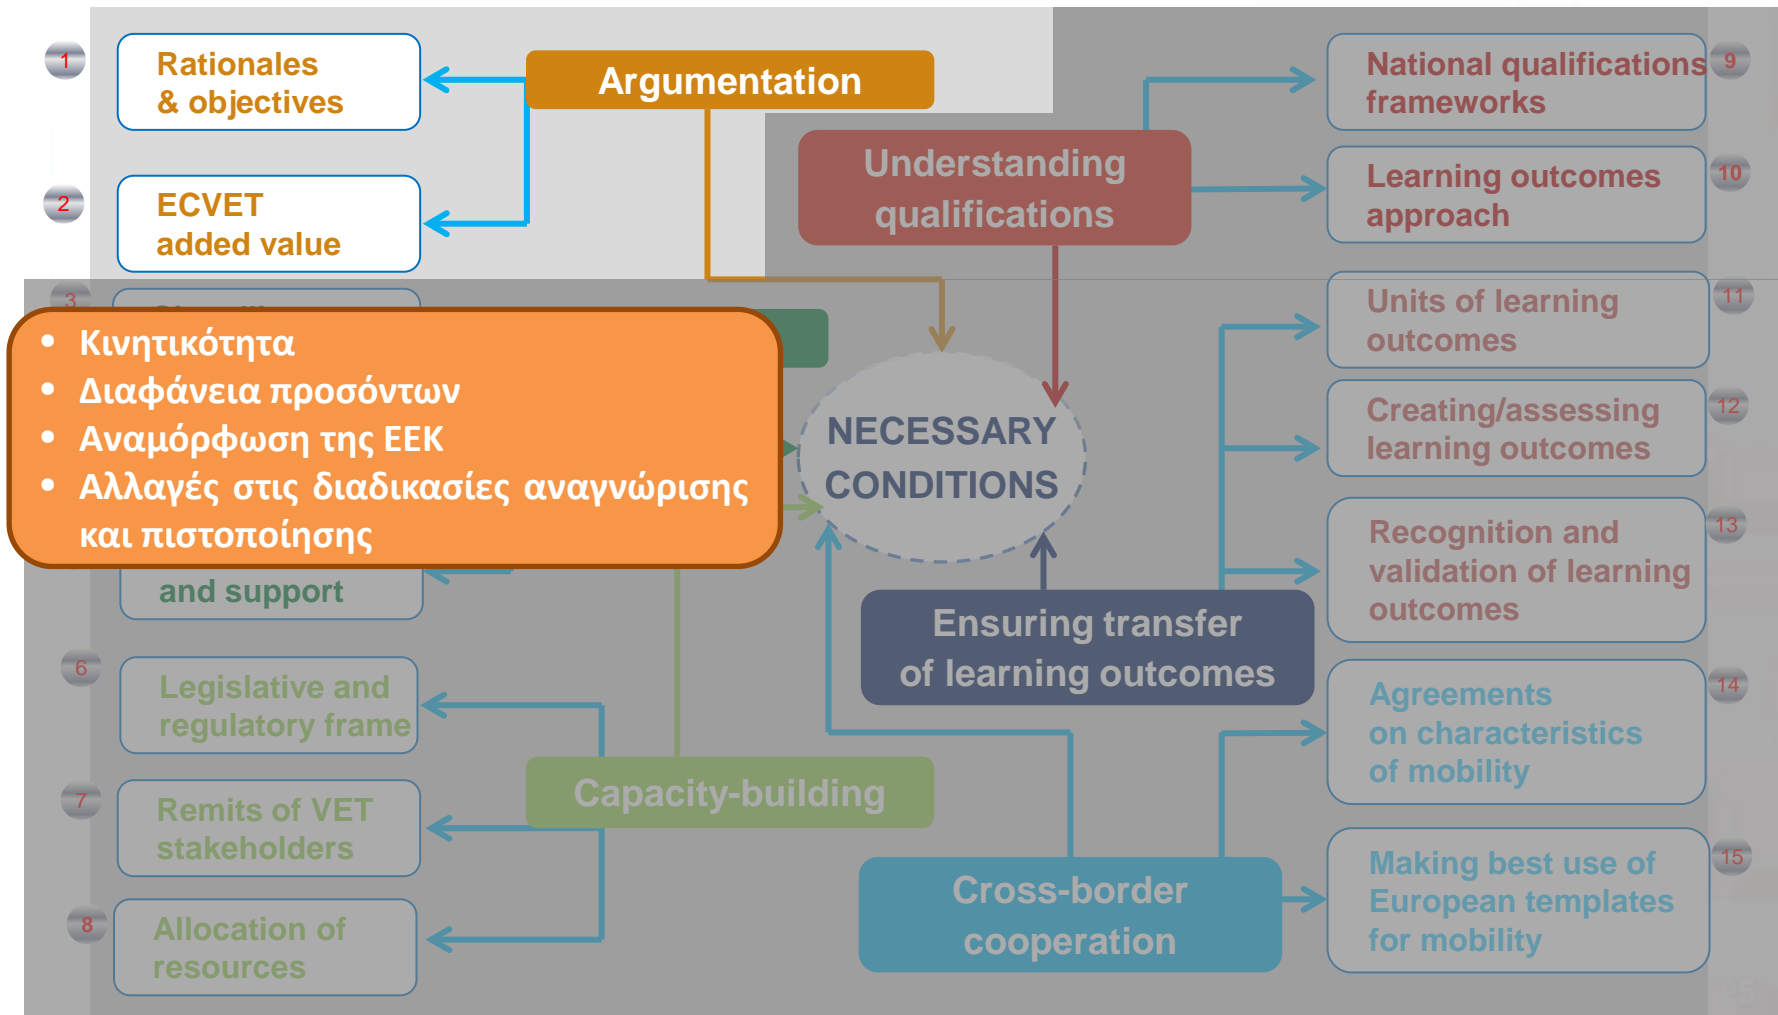 1
Rationales
& objectives
2
ECVET
added value
3
Argumentation
• Κινητικότητα
• Διαφάνεια προσόντων
• Αναμόρφωση της ΕΕΚ
• Αλλαγές στις διαδικασίες αναγνώρισης
και πιστοποίησης
and support
6
Legislative and
regulatory frame
7
Remits of VET
stakeholders
8
Allocation of
resources
Capacity-building
Understanding
qualifications
NECESSARY
CONDITIONS
Ensuring transfer
of learning outcomes
Cross-border
cooperation
National qualifications
frameworks
9
Learning outcomes
approach
10
Units of learning
outcomes
11
Creating/assessing
learning outcomes
12
Recognition and
validation of learning
outcomes
13
Agreements
on characteristics
of mobility
14
Making best use of
European templates
for mobility
15